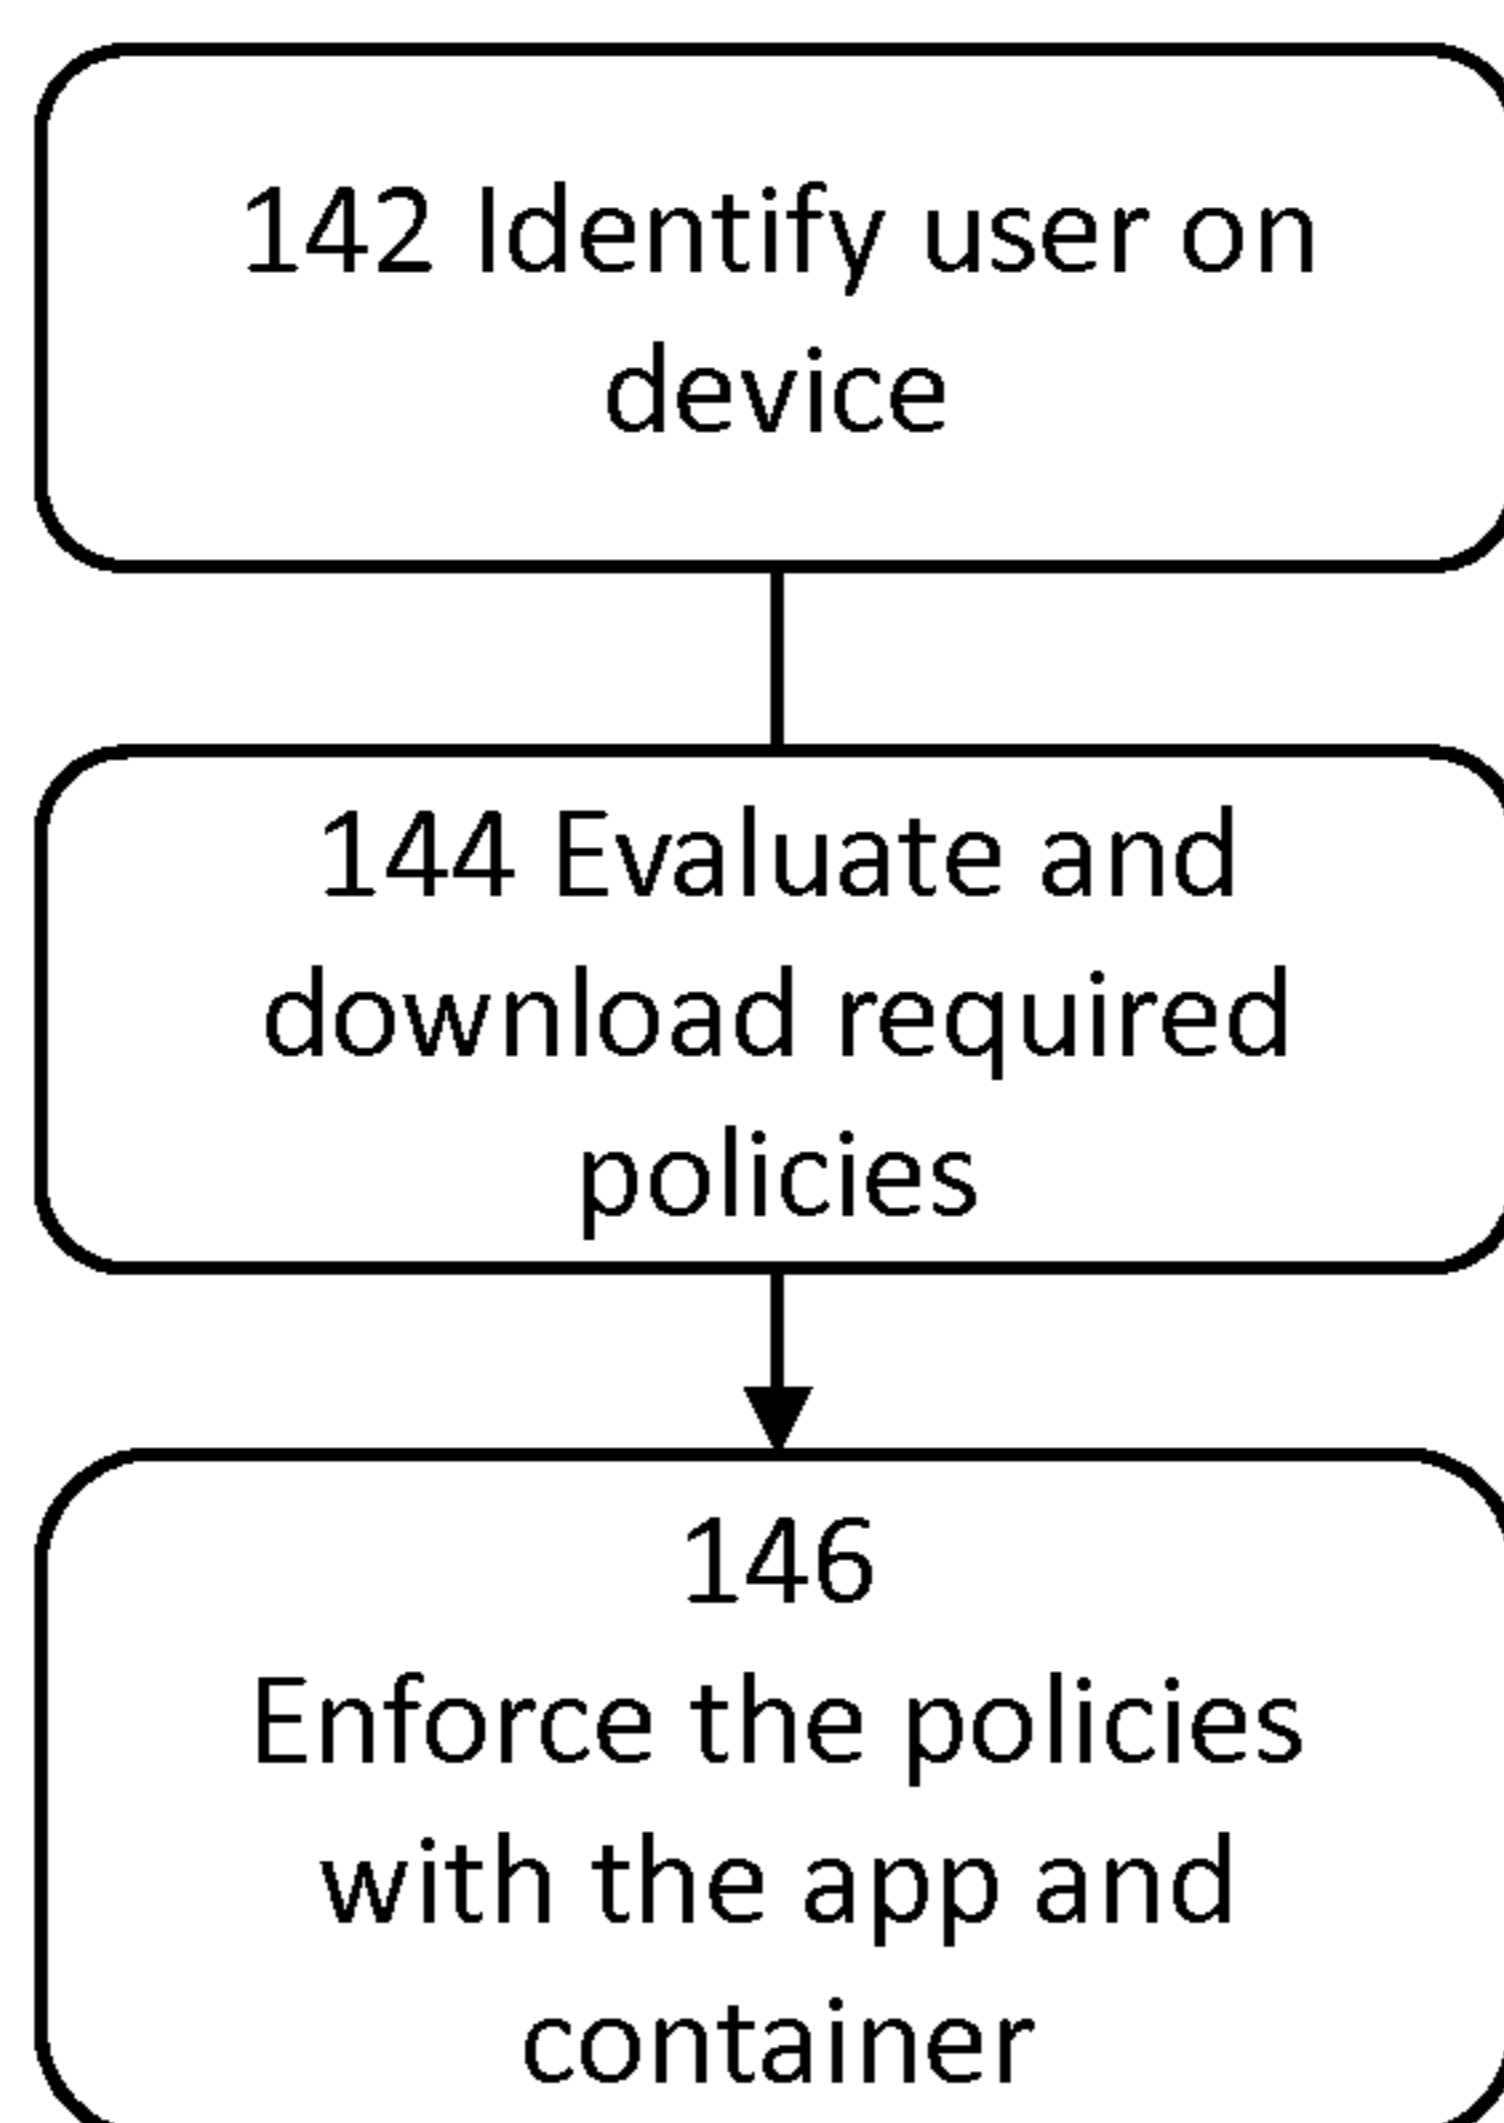 142 Identify user on
device
144 Evaluate and
download required
policies
146
Enforce the policies
with the app and
container